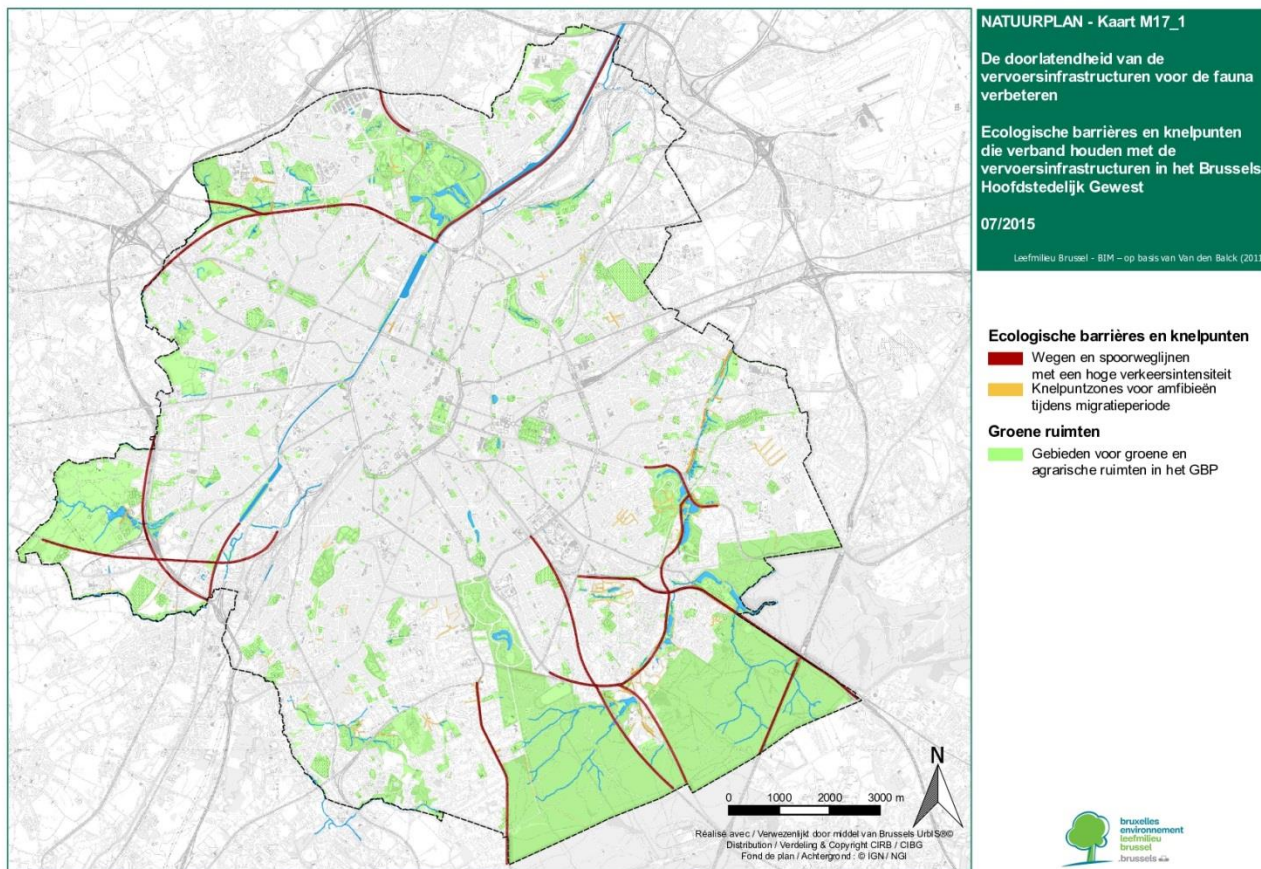 NATUURPLAN - Kaart M17_1
De doorlatendheid van de
vervoersinfrastructuren voor de fauna
verbeteren
Ecologische barrières en knelpunten
die verband houden met de
vervoersinfrastructuren in het Brussels
Hoofdstedelijk Gewest
07/2015
Leefmilieu Brussel - BIM – op basis van Van den Balck (2011
Ecologische barrières en knelpunten
Wegen en spoorweglijnen
met een hoge verkeersintensiteit
Knelpuntzones voor amfibieën
tijdens migratieperiode
Groene ruimten
Gebieden voor groene en
agrarische ruimten in het GBP
N
0 1000 2000 3000 m
Réalisé avec / Verwezenlijkt door middel van Brussels UrbIS®©
Distribution / Verdeling & Copyright CIRB / CIBG
Fond de plan / Achtergrond : © IGN / NGI
bruxelles
environnement
leefmilieu
brussel
.brussels